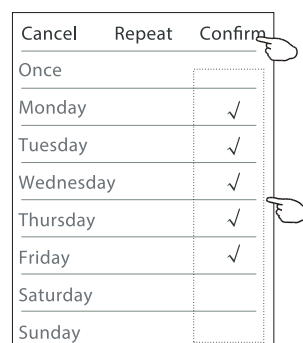 Cancel Repeat Confirm
Once
Monday √
Tuesday √
Wednesday √
Thursday √
Friday √
Saturday
Sunday